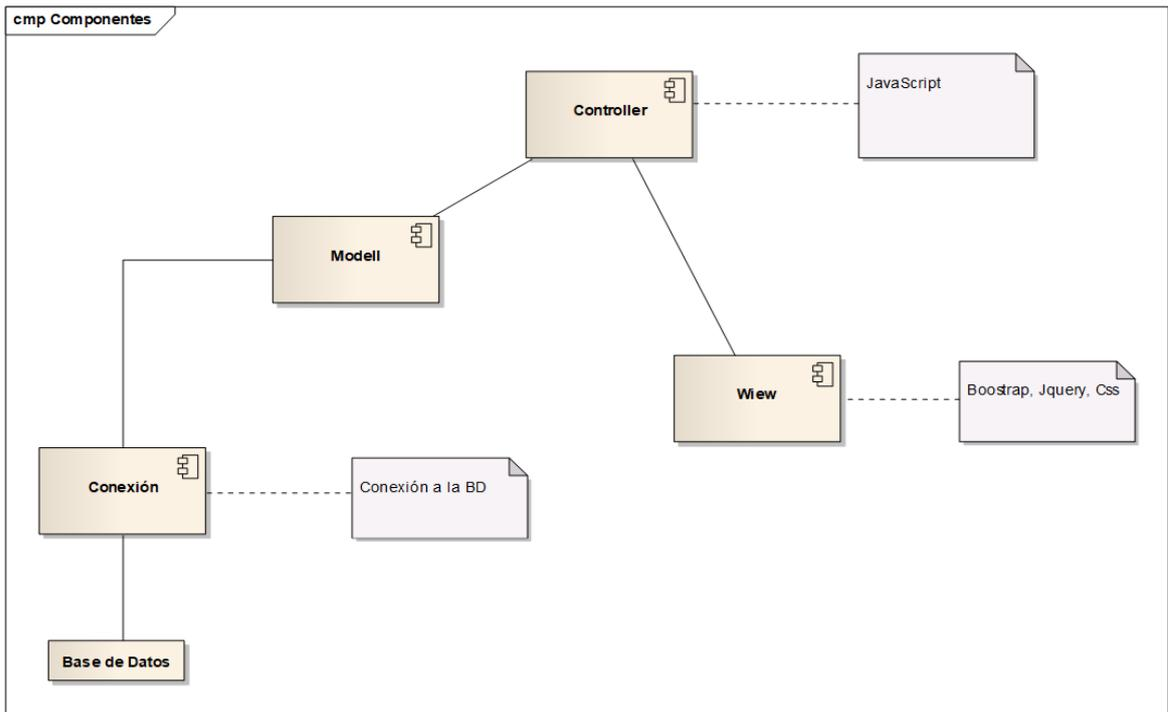 cmp Componentes
JavaScript
Controller
Modell
Wiew
Boostrap, Jquery, Css
Conexión
Conexión a la BD
Base de Datos